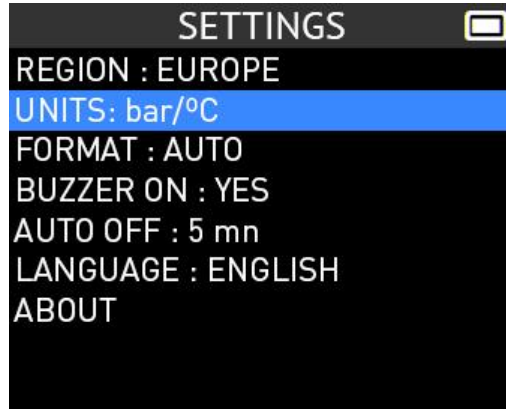 SETTINGS
REGION : EUROPE
UNITS: bar/ºC
FORMAT : AUTO
BUZZER ON : YES
AUTO OFF : 5 mn
LANGUAGE : ENGLISH
ABOUT